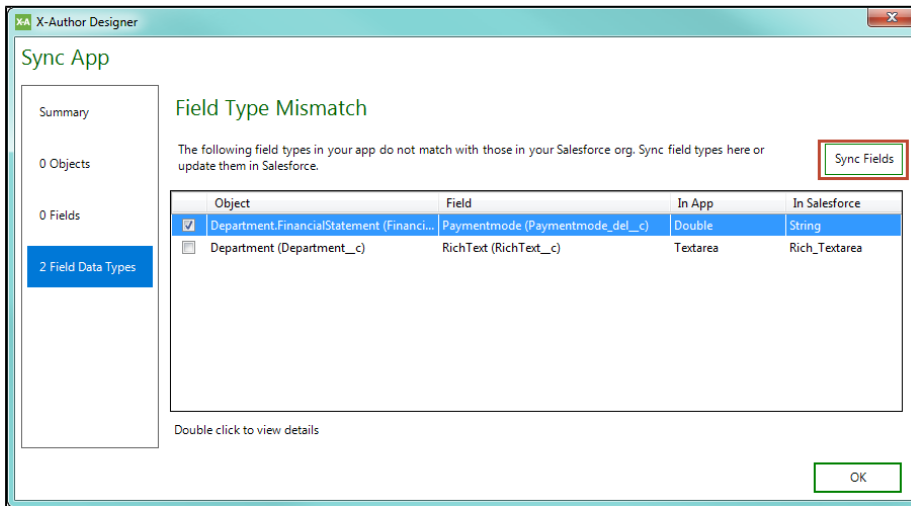 X-A X-Author Designer
Sync App
Summary
0 Objects
0 Fields
2 Field Data Types
Field Type Mismatch
The following field types in your app do not match with those in your Salesforce org. Sync field types here or
update them in Salesforce.
Sync Fields
Object Field In App In Salesforce
Department.FinancialStatement (Financi... Paymentmode (Paymentmode_del__c) Double String
Department (Department__c) RichText (RichText__c) Textarea Rich_Textarea
Double click to view details
OK